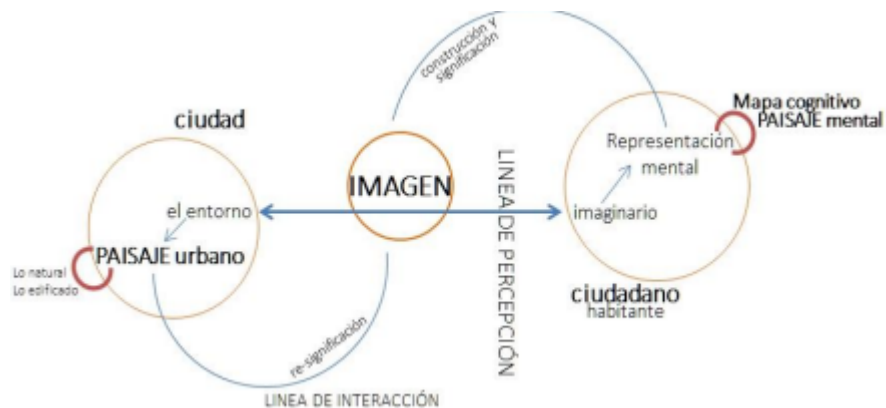 construcción y
significación
Mapa cognitivo
PAISAJE mental
ciudad
Representación
mental
IMAGEN
LINEA DE PERCEPCIÓN
el entorno
imaginario
PAISAJE urbano
Lo natural
Lo edificado
ciudadano
habitante
re-significación
LINEA DE INTERACCIÓN